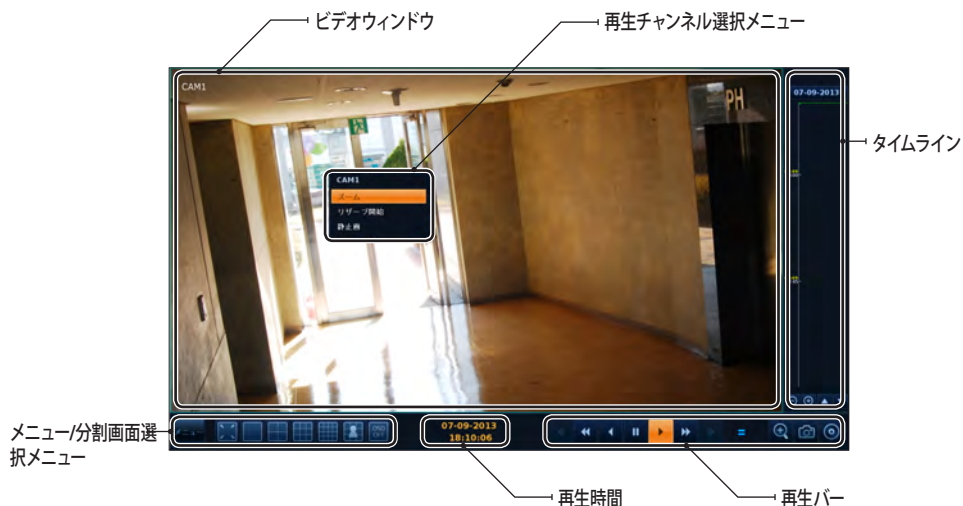 ビデオウィンドウ
再生チャンネル選択メニュー
CAM1
PH
07-09-2013
タイムライン
CAM1
ズーム
リザーブ開始
静止画
メニュー/分割画面選
択メニュー
07-09-2013
18:10:06
再生時間
再生バー